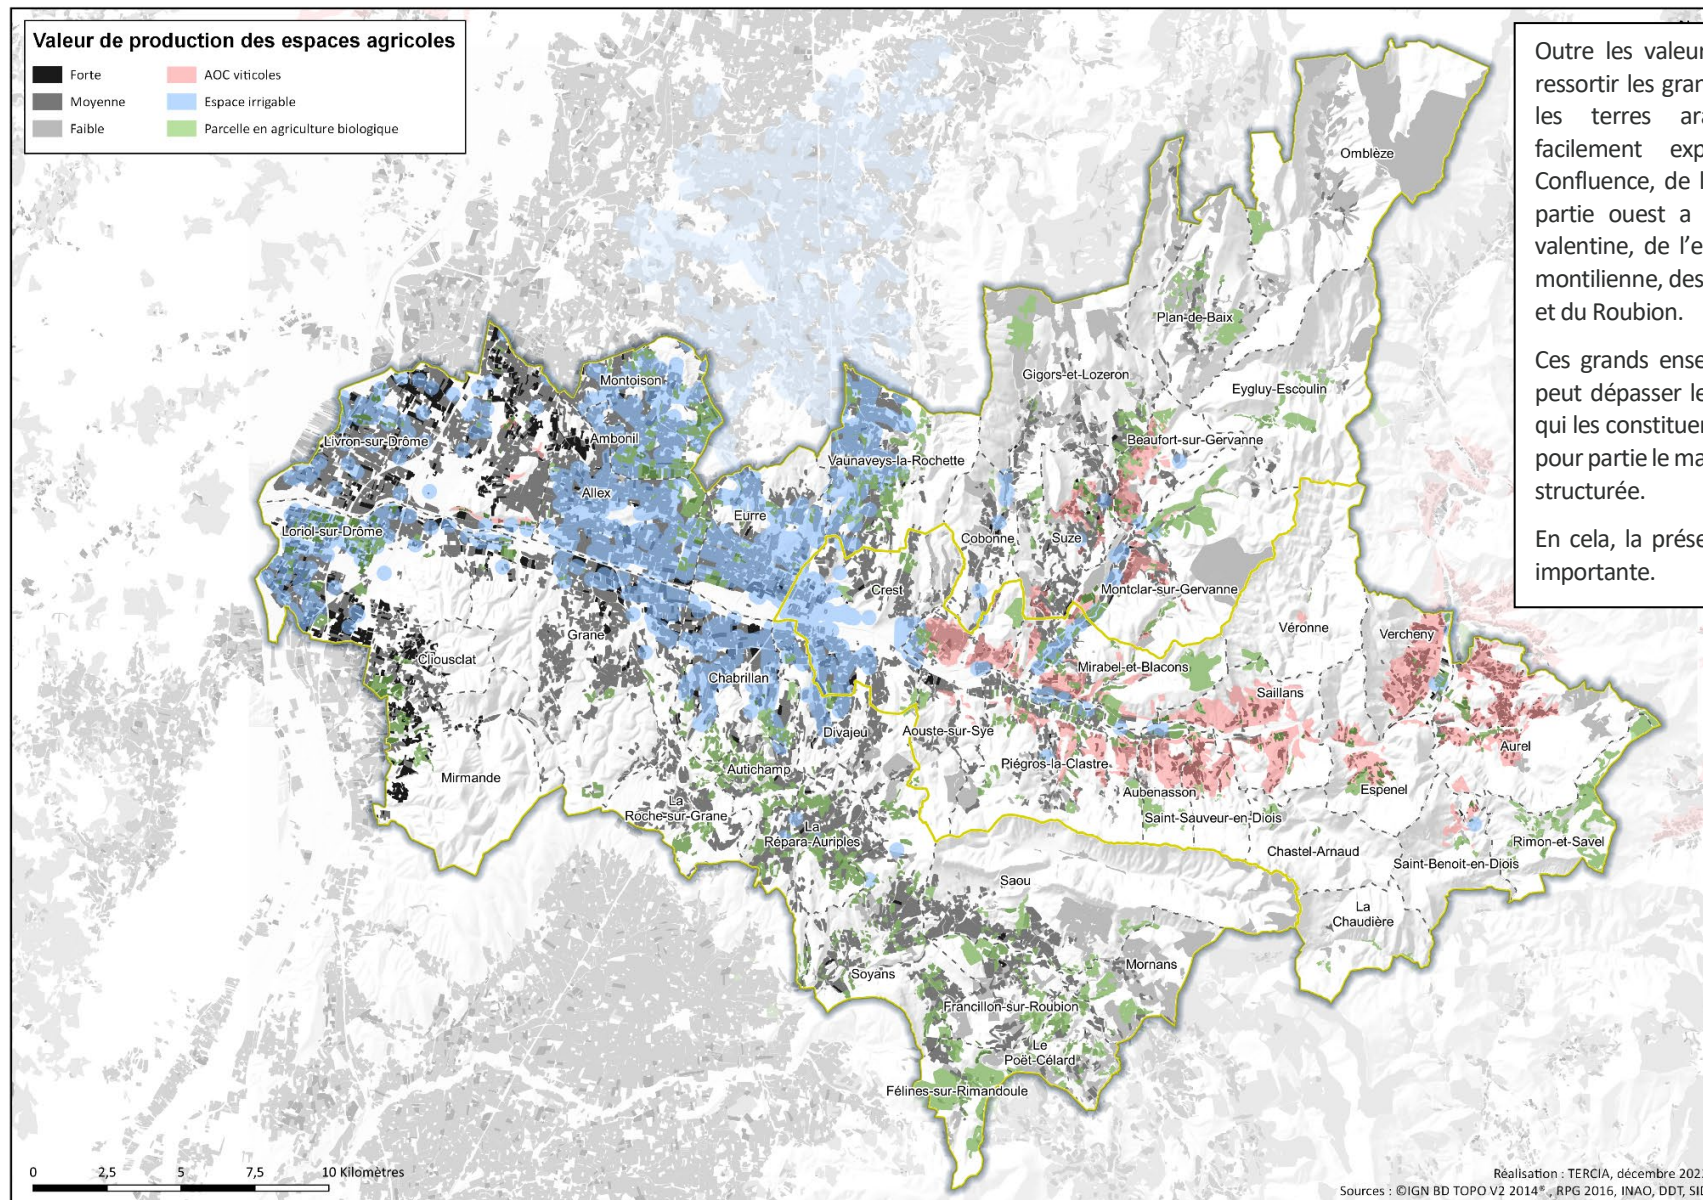 Valeur de production des espaces agricoles
Forte
Moyenne
Faible
AOC viticoles
Espace irrigable
Parcelle en agriculture biologique
Outre les valeur
ressortir les gran
les terres ara
facilement exp
Confluence, de l
partie ouest a
valentine, de l'e
montilienne, des
et du Roubion.
Ces grands ense
peut dépasser le
qui les constituer
pour partie le ma
structurée.
En cela, la prése
importante.
Omblèze
Plan-de-Baix
Gigors-et-Lozeron
Eygluy-Escoulin
Montoison
Livron-sur-Drôme
Ambonil
Beaufort-sur-Gervanne
Vaunaveys-la-Rochette
Allex
Eurre
Loriol-sur-Drôme
Cobonne
Suze
Crest
Montclar-sur-Gervanne
Grane
Véronne
Vercheny
Cliousclat
Mirabel-et-Blacons
Chabrillan
Saillans
Divajeu
Aouste-sur-Sye
Aurel
Piégros-la-Clastre
Mirmande
Autichamp
Aubenasson
Espenel
La
Roche-sur-Grane
Saint-Sauveur-en-Diois
La
Répara-Auriples
Chastel-Arnaud
Rimon-et-Savel
Saint-Benoit-en-Diois
Saou
La
Chaudière
Mornans
Soyans
Francillon-sur-Roubion
Le
Poët-Célard
Félines-sur-Rimandoule
0 2,5 5 7,5 10 Kilomètres
Réalisation : TERCIA, décembre 202
Sources : ©IGN BD TOPO V2 2014®, RPG 2016, INAO, DDT, SI